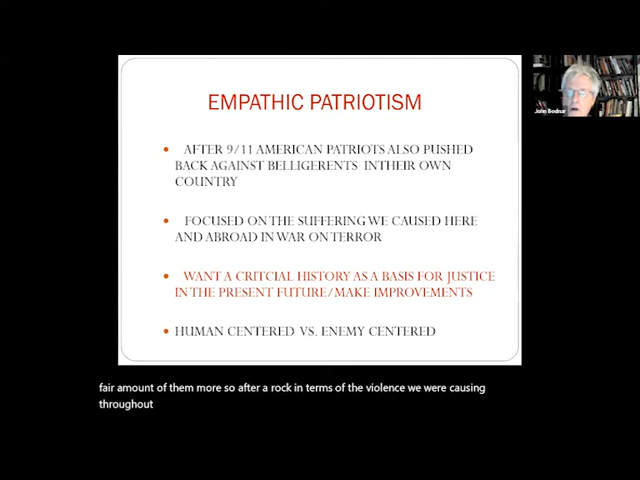 EMPATHIC PATRIOTISM
AFTER 9/11 AMERICAN PATRIOTS ALSO PUSHED
BACK AGAINST BELLIGERENTS INTHEIR OWN
COUNTRY
FOCUSED ON THE SUFFERING WE CAUSED HERE
AND ABROAD IN WAR ON TERROR
WANT A CRITCIAL HISTORY AS A BASIS FOR JUSTICE
IN THE PRESENT FUTURE/MAKE IMPROVEMENTS
HUMAN CENTERED VS. ENEMY CENTERED
John Bodnar
fair amount of them more so after a rock in terms of the violence we were causing
throughout